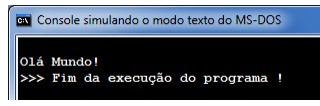 Console simulando o modo texto do MS-DOS
Olá Mundo!
>>> Fim da execução do programa !